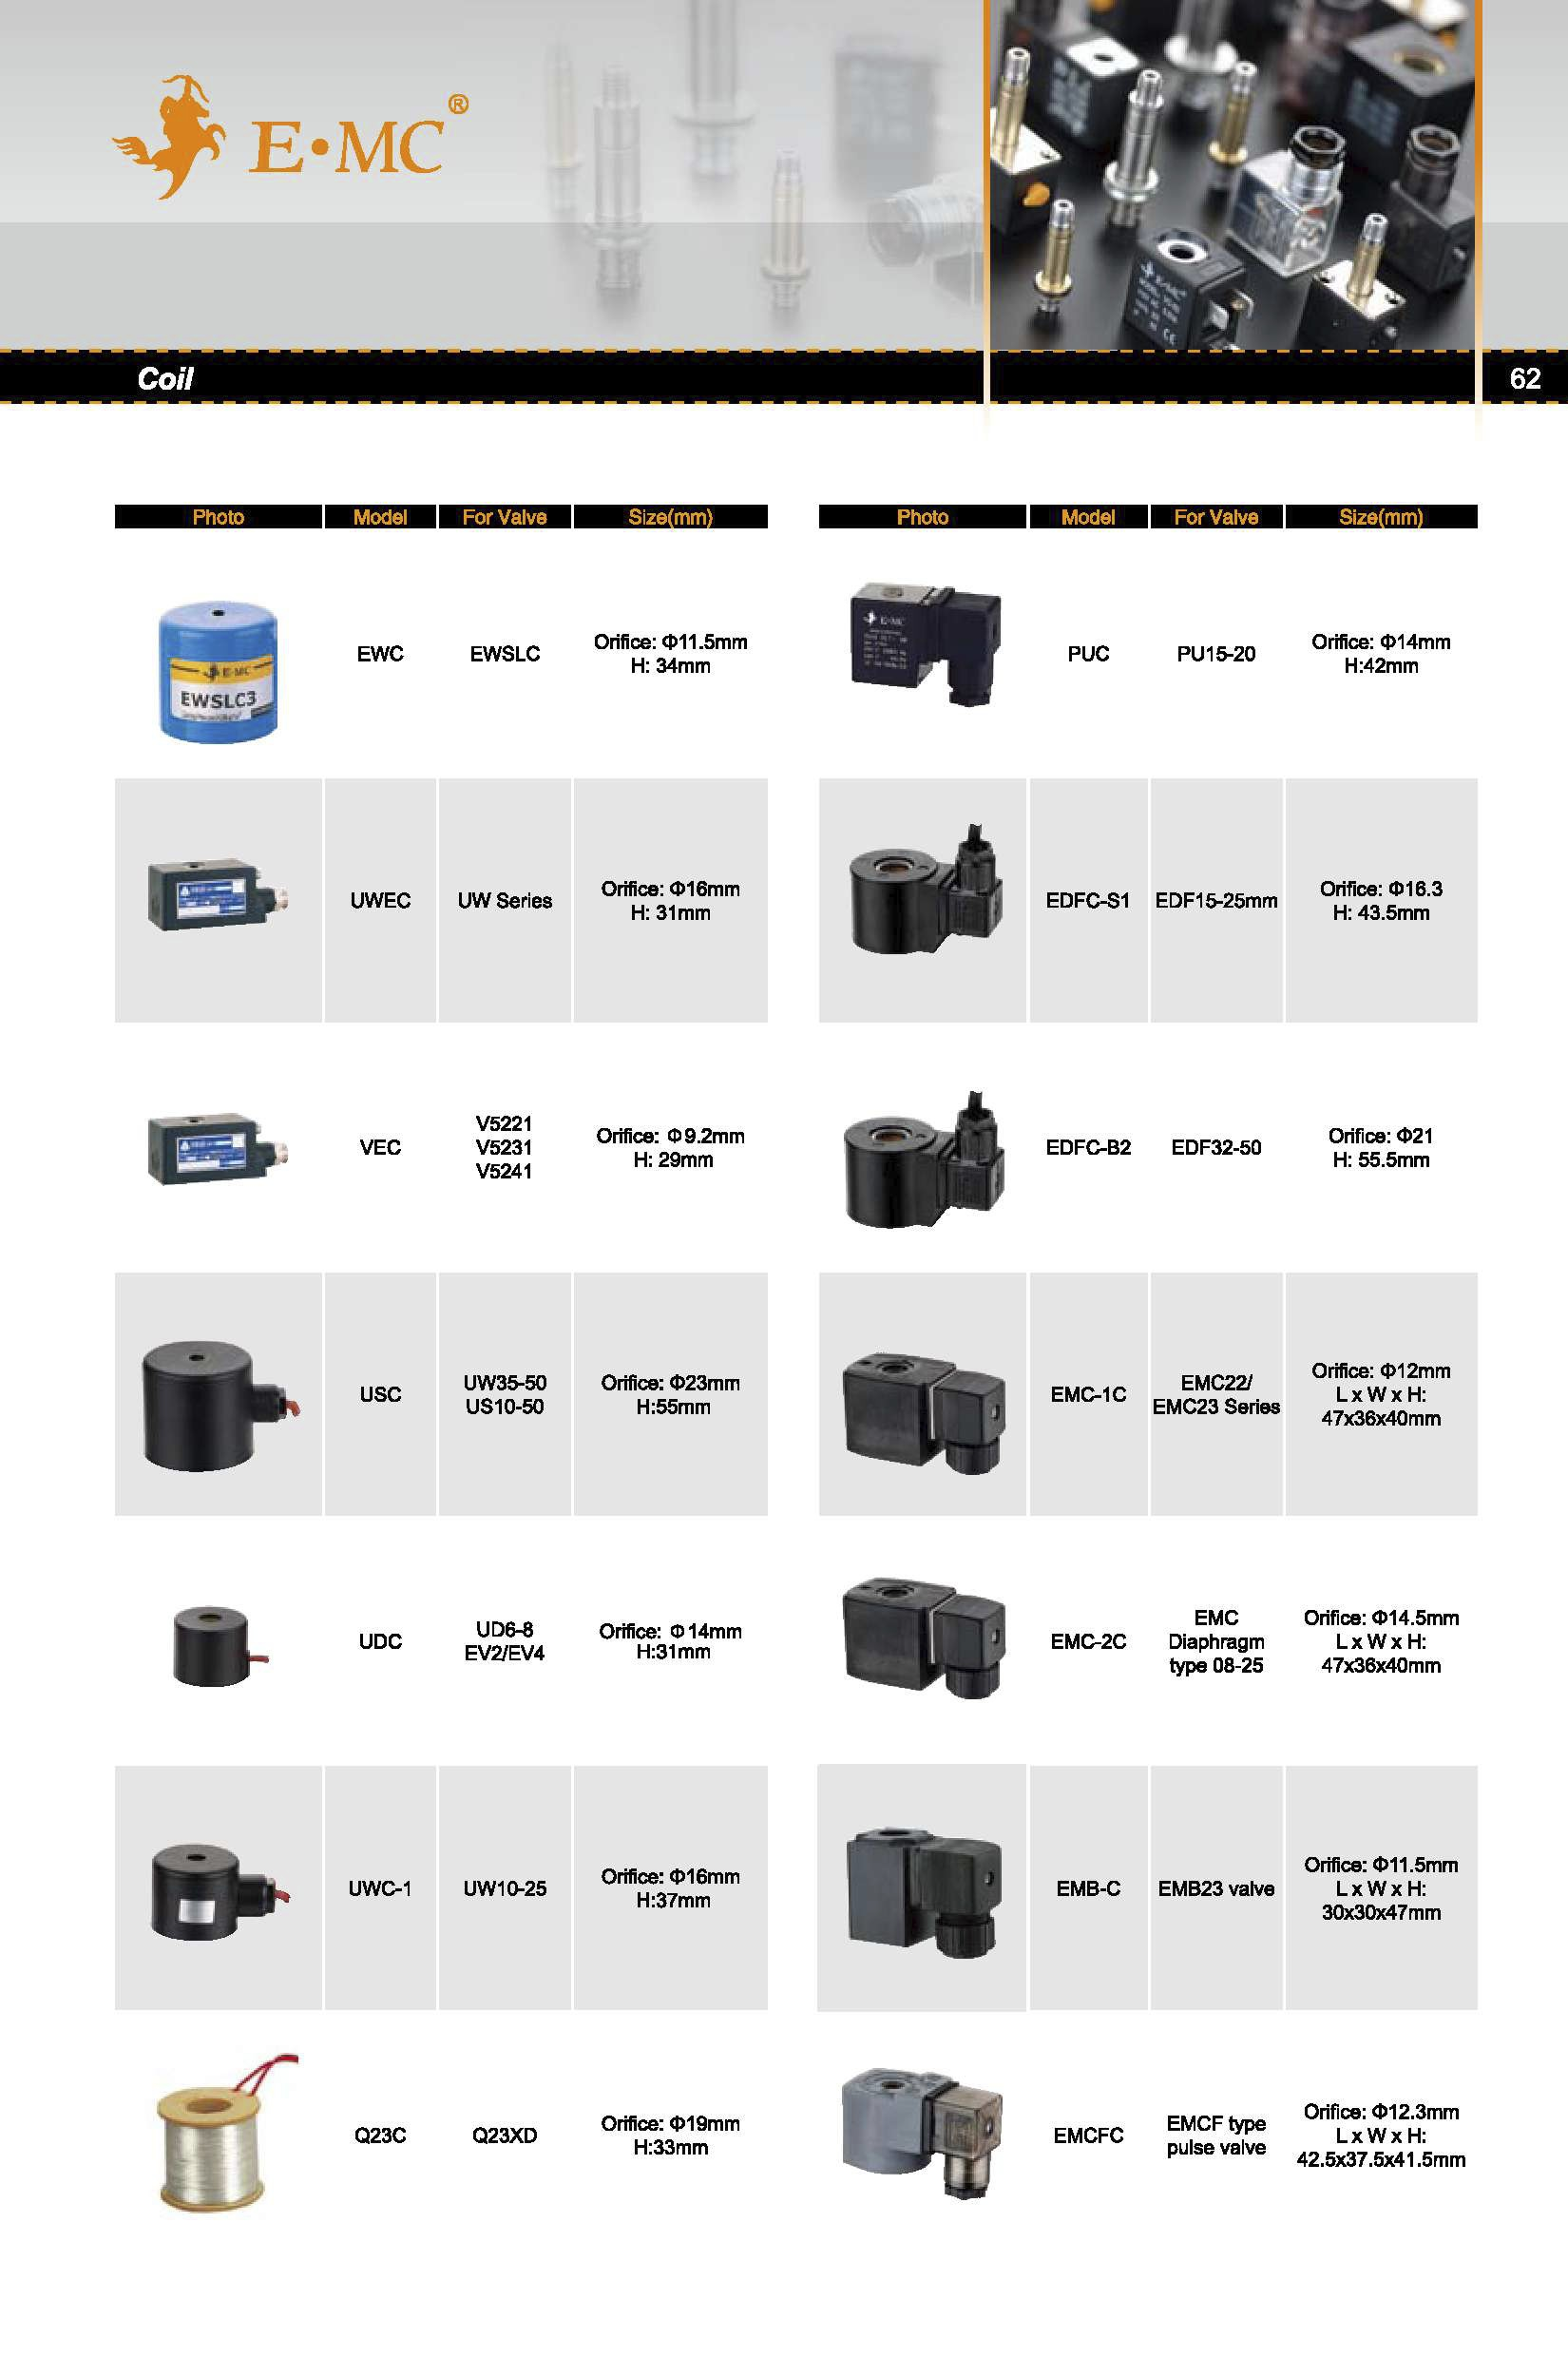 E·MC®
Coil
62
Photo Model For Valve Size(mm)
EWSLC3
EWC
EWSLC
Orifice: Φ11.5mm
H: 34mm
UWEC
UW Series
Orifice: Φ16mm
H: 31mm
VEC
V5221
V5231
V5241
Orifice: Φ9.2mm
H: 29mm
USC
UW35-50
US10-50
Orifice: Φ23mm
H:55mm
UDC
UD6-8
EV2/EV4
Orifice: Φ14mm
H:31mm
UWC-1
UW10-25
Orifice: Φ16mm
H:37mm
Q23C
Q23XD
Orifice: Φ19mm
H:33mm
Photo Model For Valve Size(mm)
E·MC
PUC
PU15-20
Orifice: Φ14mm
H:42mm
EDFC-S1
EDF15-25mm
Orifice: Φ16.3
H: 43.5mm
EDFC-B2
EDF32-50
Orifice: Φ21
H: 55.5mm
EMC-1C
EMC22/
EMC23 Series
Orifice: Φ12mm
L x W x H:
47x36x40mm
EMC-2C
EMC
Diaphragm
type 08-25
Orifice: Φ14.5mm
L x W x H:
47x36x40mm
EMB-C
EMB23 valve
Orifice: Φ11.5mm
L x W x H:
30x30x47mm
EMCFC
EMCF type
pulse valve
Orifice: Φ12.3mm
L x W x H:
42.5x37.5x41.5mm